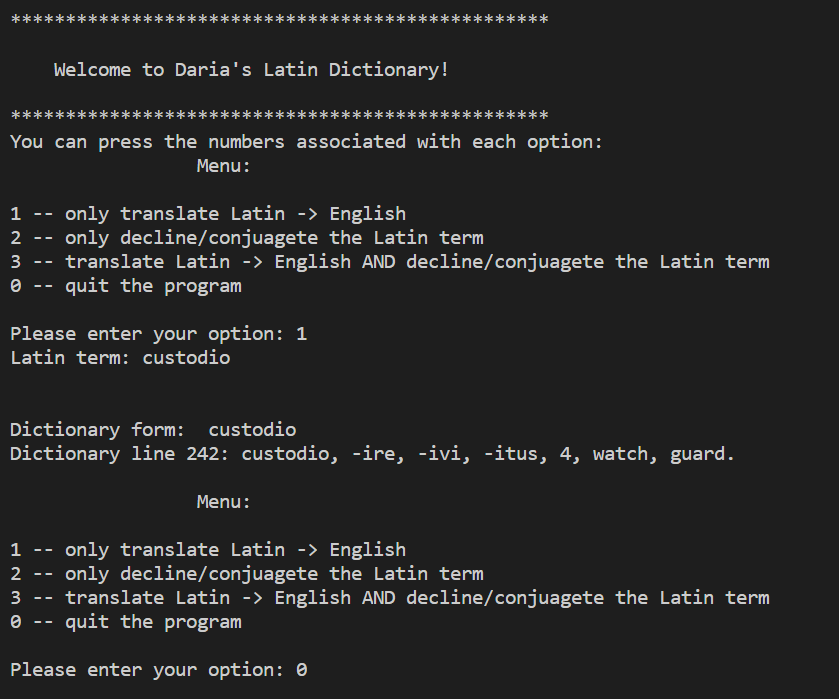 *************************************************
Welcome to Daria's Latin Dictionary!
*************************************************
You can press the numbers associated with each option:
Menu:
1 -- only translate Latin -> English
2 -- only decline/conjuagete the Latin term
3 -- translate Latin -> English AND decline/conjuagete the Latin term
0 -- quit the program
Please enter your option: 1
Latin term: custodio
Dictionary form:  custodio
Dictionary line 242: custodio, -ire, -ivi, -itus, 4, watch, guard.
Menu:
1 -- only translate Latin -> English
2 -- only decline/conjuagete the Latin term
3 -- translate Latin -> English AND decline/conjuagete the Latin term
0 -- quit the program
Please enter your option: 0